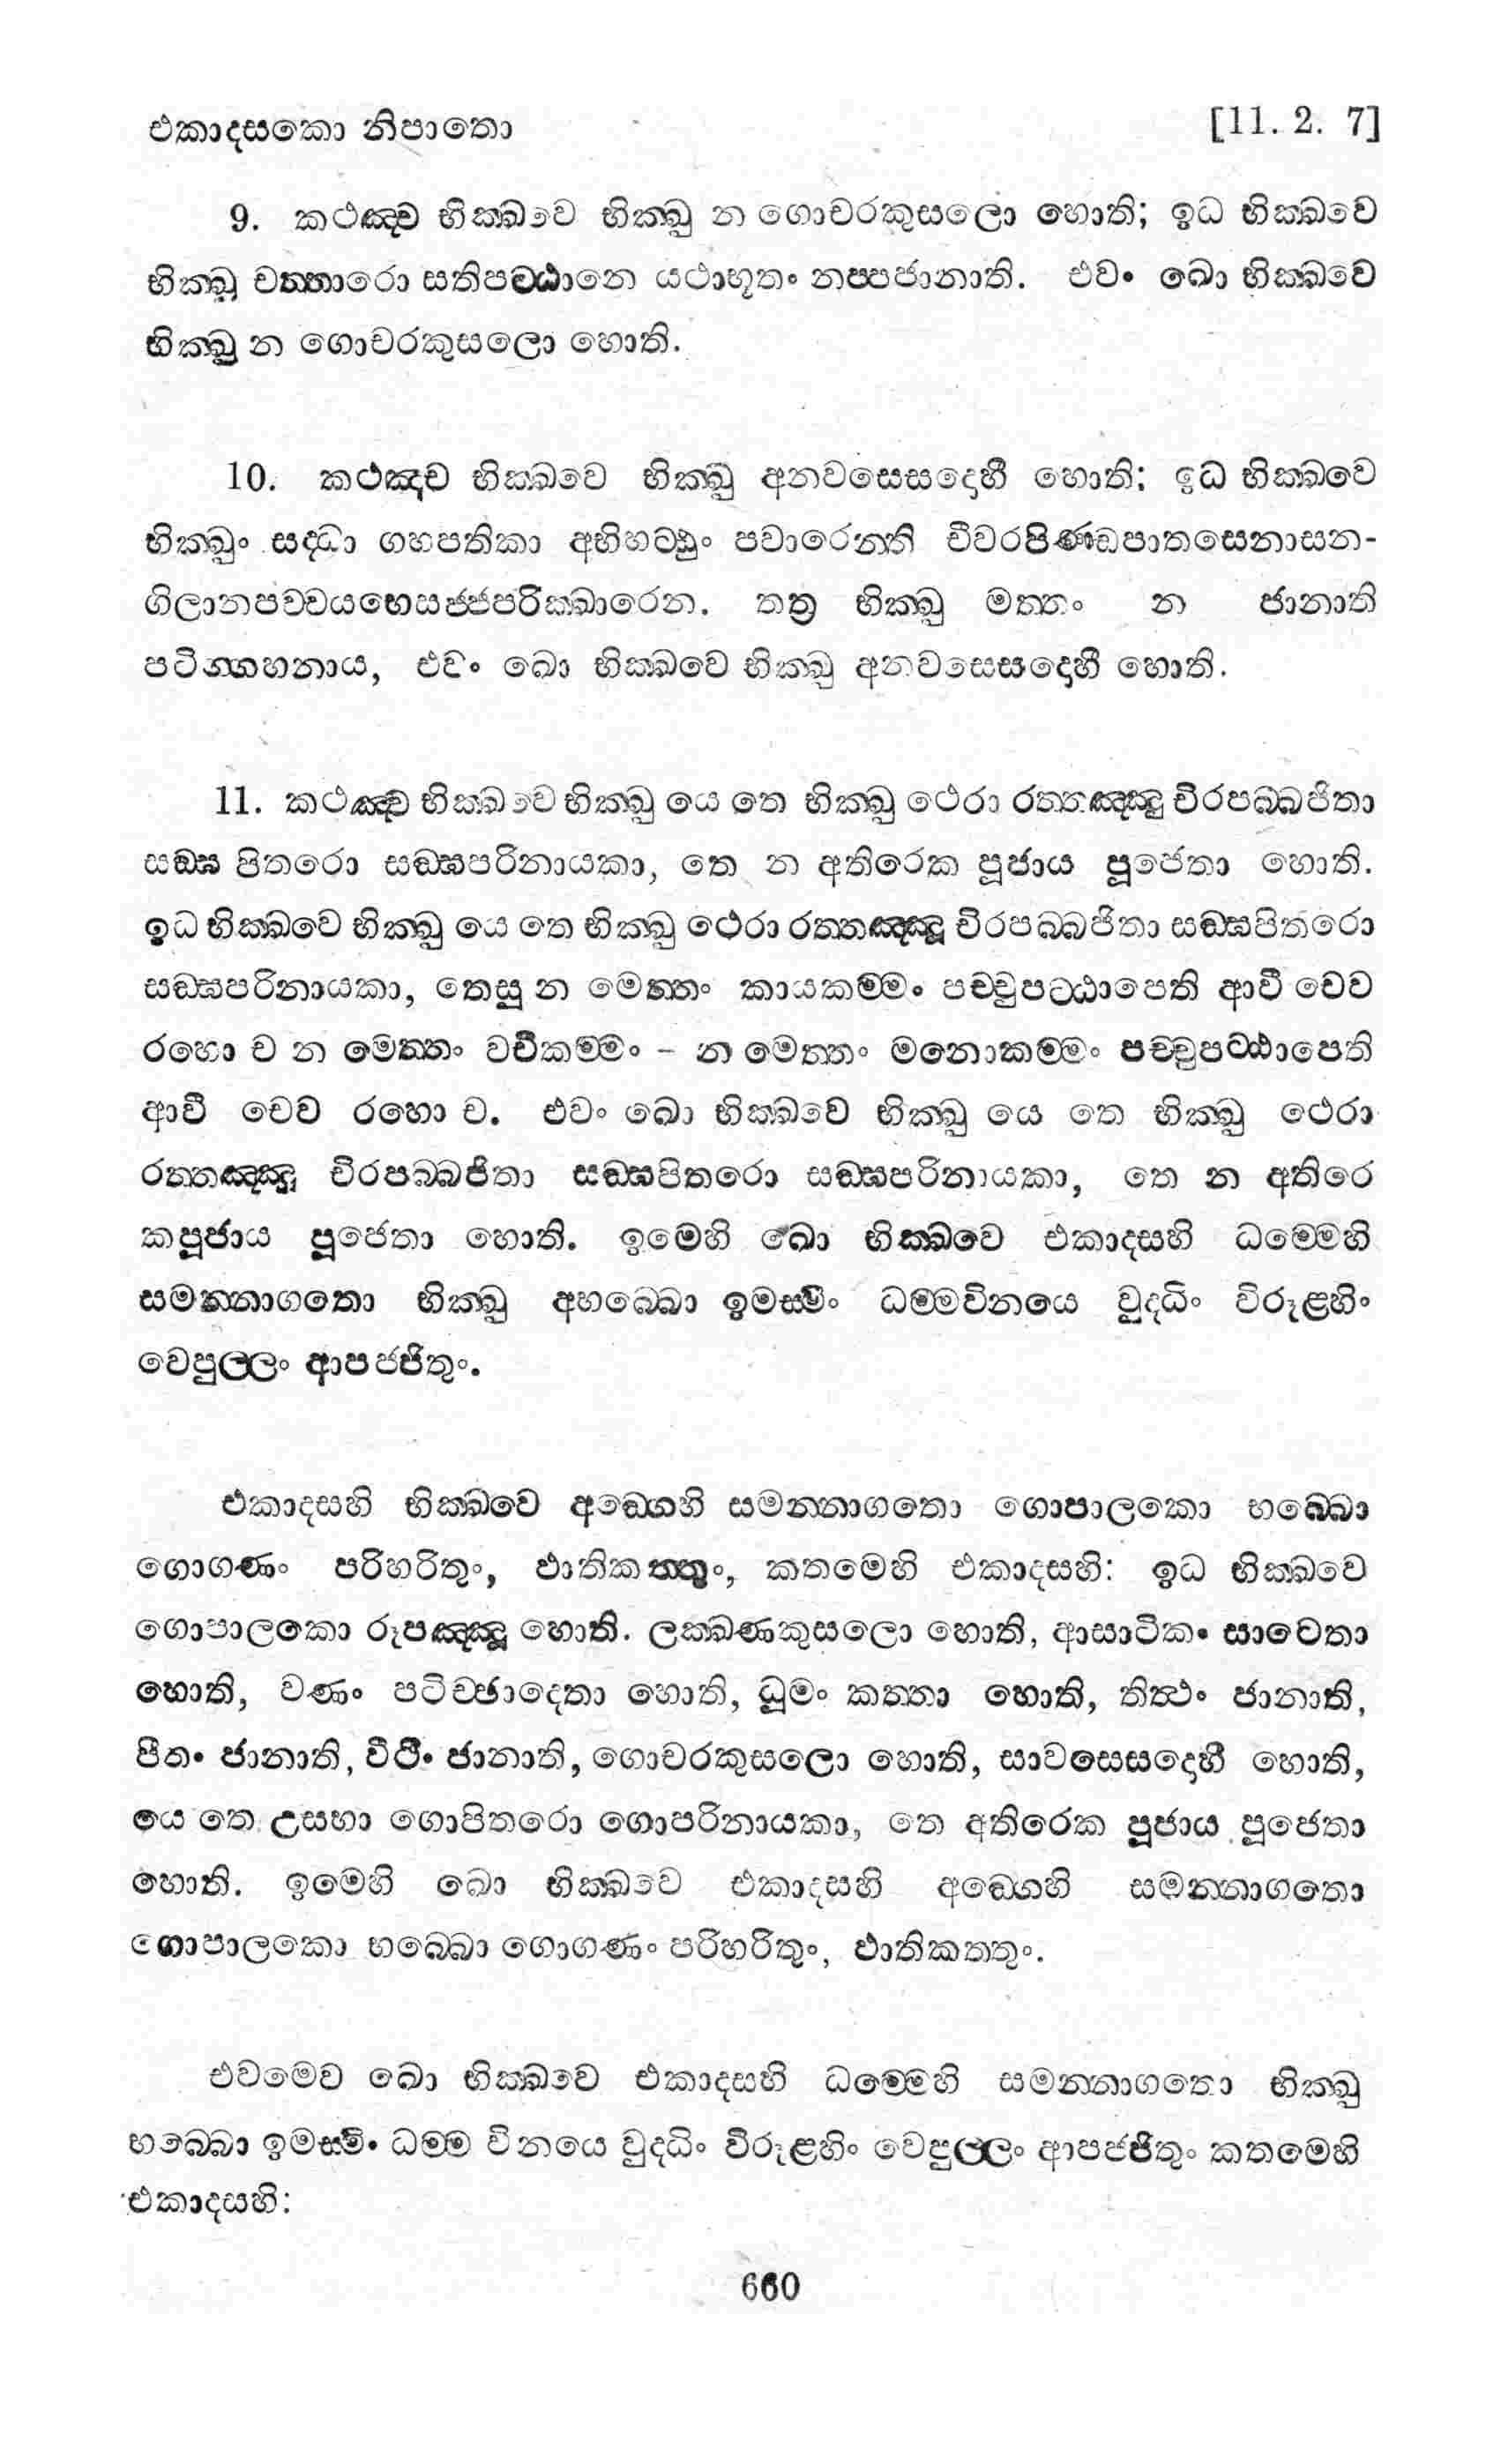 එකාදසකො නිපාතො [11. 2. 7]
9. කථඤ්ච භික්ඛවෙ භික්ඛු න ගොචරකුසලො හොති; ඉධ භික්ඛවෙ
භික්ඛු චත්තාරො සතිපට්ඨානෙ යථාභූතං නප්පජානාති. එවං ඛො භික්ඛවෙ
භික්ඛු න ගොචරකුසලො හොති.
10. කථඤ්ච භික්ඛවෙ භික්ඛු අනවසෙසදොහී හොති; ඉධ භික්ඛවෙ
භික්ඛුං සද්ධා ගහපතිකා අභිහට්ඨුං පවාරෙන්ති චීවරපිණ්ඩපාතසෙනාසන-
ගිලානපච්චයභෙසජ්ජපරික්ඛාරෙන. තත්‍ර භික්ඛු මත්තං න ජානාති
පටිග්ගහනාය, එවං ඛො භික්ඛවෙ භික්ඛු අනවසෙසදොහී හොති.
11. කථඤ්ච භික්ඛවෙ භික්ඛු යෙ තෙ භික්ඛු ථෙරා රත්තඤ්ඤු චිරපබ්බජිතා
සඞ්ඝ පිතරො සඞ්ඝපරිනායකා, තෙ න අතිරෙක පූජාය පූජෙතා හොති.
ඉධ භික්ඛවෙ භික්ඛු යෙ තෙ භික්ඛු ථෙරා රත්තඤ්ඤූ චිරපබ්බජිතා සඞ්ඝපිතරො
සඞ්ඝපරිනායකා, තෙසු න මෙත්තං කායකම්මං පච්චුපට්ඨාපෙති ආවී චෙව
රහො ච න මෙත්තං වචීකම්මං - න මෙත්තං මනොකම්මං පච්චුපට්ඨාපෙති
ආවී චෙව රහො ච. එවං ඛො භික්ඛවෙ භික්ඛු යෙ තෙ භික්ඛු ථෙරා
රත්තඤ්ඤූ චිරපබ්බජිතා සඞ්ඝපිතරො සඞ්ඝපරිනායකා, තෙ න අතිරෙ
කපූජාය පූජෙතා හොති. ඉමෙහි ඛො භික්ඛවෙ එකාදසහි ධම්මෙහි
සමන්නාගතො භික්ඛු අභබ්බො ඉමස්මිං ධම්මවිනයෙ වුද්ධිං විරූළ්හිං
වෙපුල්ලං ආපජ්ජිතුං.
එකාදසහි භික්ඛවෙ අඞ්ගෙහි සමන්නාගතො ගොපාලකො භබ්බො
ගොගණං පරිහරිතුං, ඵාතිකත්තුං, කතමෙහි එකාදසහි: ඉධ භික්ඛවෙ
ගොපාලකො රූපඤ්ඤූ හොති. ලක්ඛණකුසලො හොති, ආසාටිකං සාටෙතා
හොති, වණං පටිච්ඡාදෙතා හොති, ධූමං කත්තා හොති, තිත්ථං ජානාති,
පීතං ජානාති, වීථිං ජානාති, ගොචරකුසලො හොති, සාවසෙසදොහී හොති,
යෙ තෙ උසභා ගොපිතරො ගොපරිනායකා, තෙ අතිරෙක පූජාය පූජෙතා
හොති. ඉමෙහි ඛො භික්ඛවෙ එකාදසහි අඞ්ගෙහි සමන්නාගතො
ගොපාලකො භබ්බො ගොගණං පරිහරිතුං, ඵාතිකත්තුං.
එවමෙව ඛො භික්ඛවෙ එකාදසහි ධම්මෙහි සමන්නාගතො භික්ඛු
භබ්බො ඉමස්මිං ධම්ම විනයෙ වුද්ධිං විරූළ්හිං වෙපුල්ලං ආපජ්ජිතුං කතමෙහි
එකාදසහි:
660